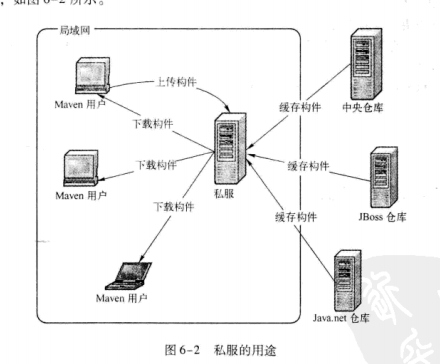 ，如图 6-2 所示。
局域网
上传构件
Maven 用户
下载构件
缓存构件
中央仓库
下载构件
缓存构件
Maven 用户
私服
JBoss 仓库
下载构件
缓存构件
Maven 用户
Java.net 仓库
图 6-2 私服的用途